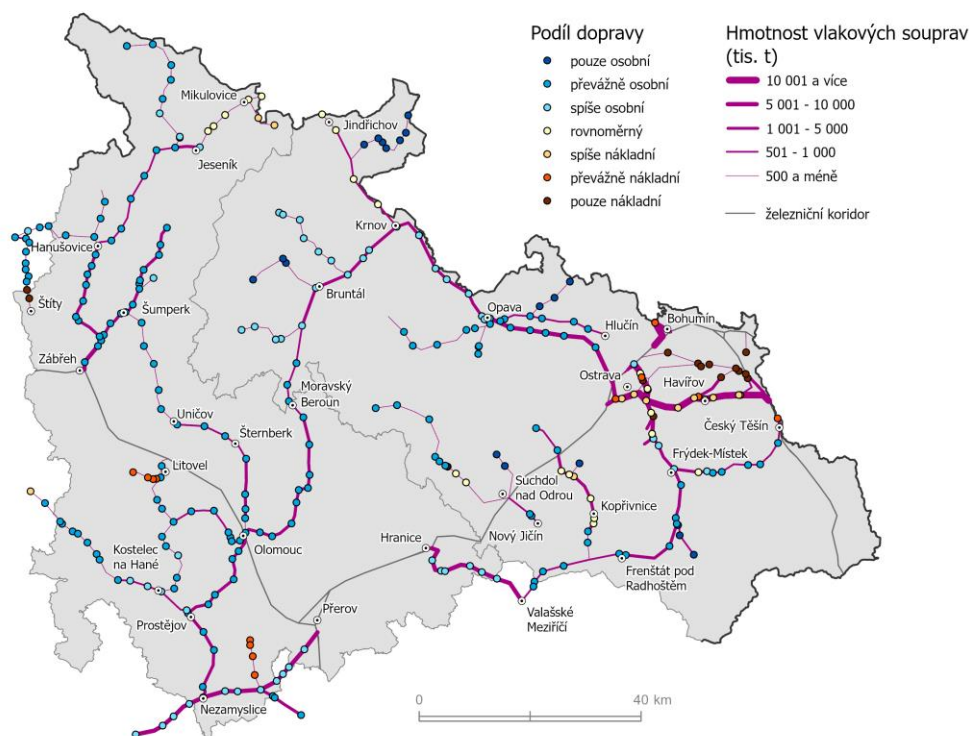 Podíl dopravy
pouze osobní
převážně osobní
spíše osobní
rovnoměrný
spíše nákladní
převážně nákladní
pouze nákladní
Hmotnost vlakových souprav
(tis. t)
10 001 a více
5 001 - 10 000
1 001 - 5 000
501 - 1 000
500 a méně
železniční koridor
Mikulovice
Jindřichov
Jeseník
Krnov
Hanušovice
Bruntál
Štíty
Šumperk
Opava
Hlučín
Bohumín
Zábřeh
Ostrava
Havířov
Moravský
Beroun
Uničov
Český Těšín
Šternberk
Litovel
Frýdek-Místek
Suchdol
nad Odrou
Kopřivnice
Kostelec
na Hané
Olomouc
Hranice
Nový Jičín
Frenštát pod
Radhoštěm
Prostějov
Přerov
Valašské
Meziříčí
Nezamyslice
0
40 km